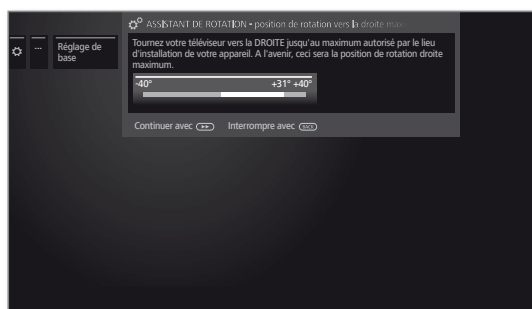 ASSISTANT DE ROTATION • position de rotation vers la droite max
... Réglage de
base
Tournez votre téléviseur vers la DROITE jusqu'au maximum autorisé par le lieu
d'installation de votre appareil. A l'avenir, ceci sera la position de rotation droite
maximum.
-40° +31° +40°
Continuer avec Interrompre avec BACK